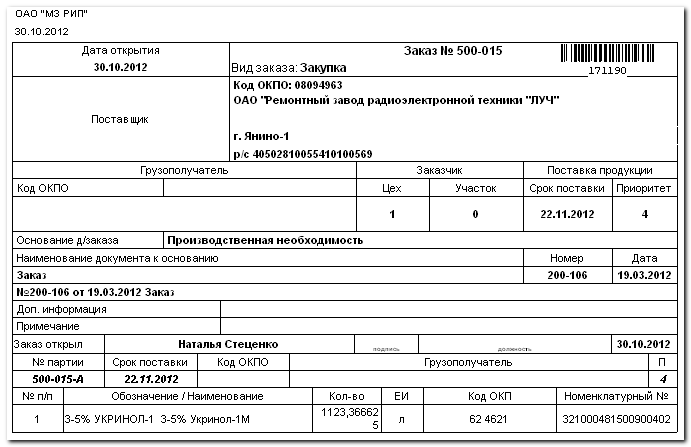 ОАО "МЗ РИП"
30.10.2012
Дата открытия
30.10.2012
Заказ № 500-015
Вид заказа: Закупка
171190
Поставщик
Код ОКПО: 08094963
ОАО "Ремонтный завод радиоэлектронной техники "ЛУЧ"
г. Янино-1
р/с 40502810055410100569
Грузополучатель Заказчик Поставка продукции
Код ОКПО Цех Участок Срок поставки Приоритет
1 0 22.11.2012 4
Основание д/заказа Производственная необходимость
Наименование документа к основанию Номер Дата
Заказ 200-106 19.03.2012
№200-106 от 19.03.2012 Заказ
Доп. информация
Примечание
Заказ открыл Наталья Стеценко подпись должность 30.10.2012
№ партии Срок поставки Код ОКПО Грузополучатель П
500-015-А 22.11.2012 4
№ п/п Обозначение / Наименование Кол-во ЕИ Код ОКП Номенклатурный №
1 3-5% УКРИНОЛ-1 3-5% Укринол-1М 1123,36662 л 62 4621 321000481500900402
5